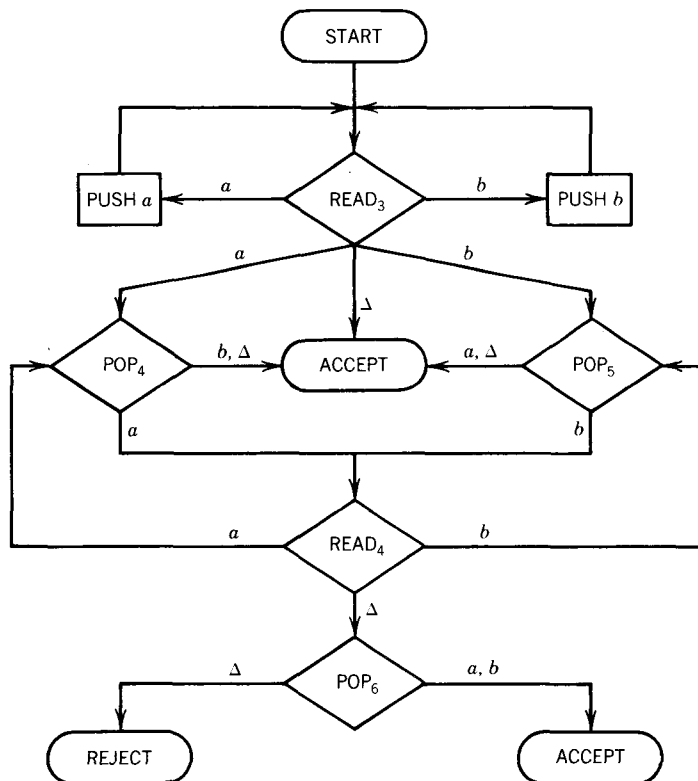 START
PUSH a
a
READ₃
b
PUSH b
a
Δ
b
POP₄
b, Δ
ACCEPT
a, Δ
POP₅
a
b
a
READ₄
b
Δ
Δ
POP₆
a, b
REJECT
ACCEPT